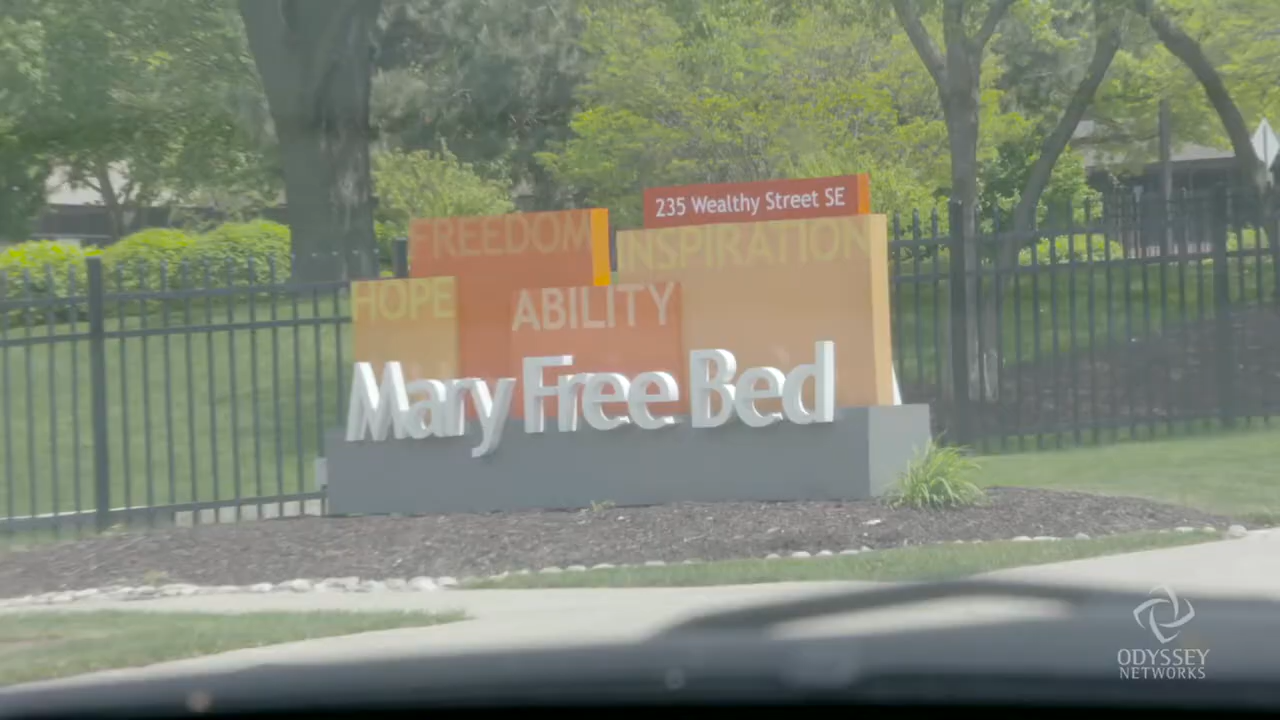 235 Wealthy Street SE
FREEDOM
INSPIRATION
HOPE
ABILITY
Mary Free Bed
ODYSSEY
NETWORKS